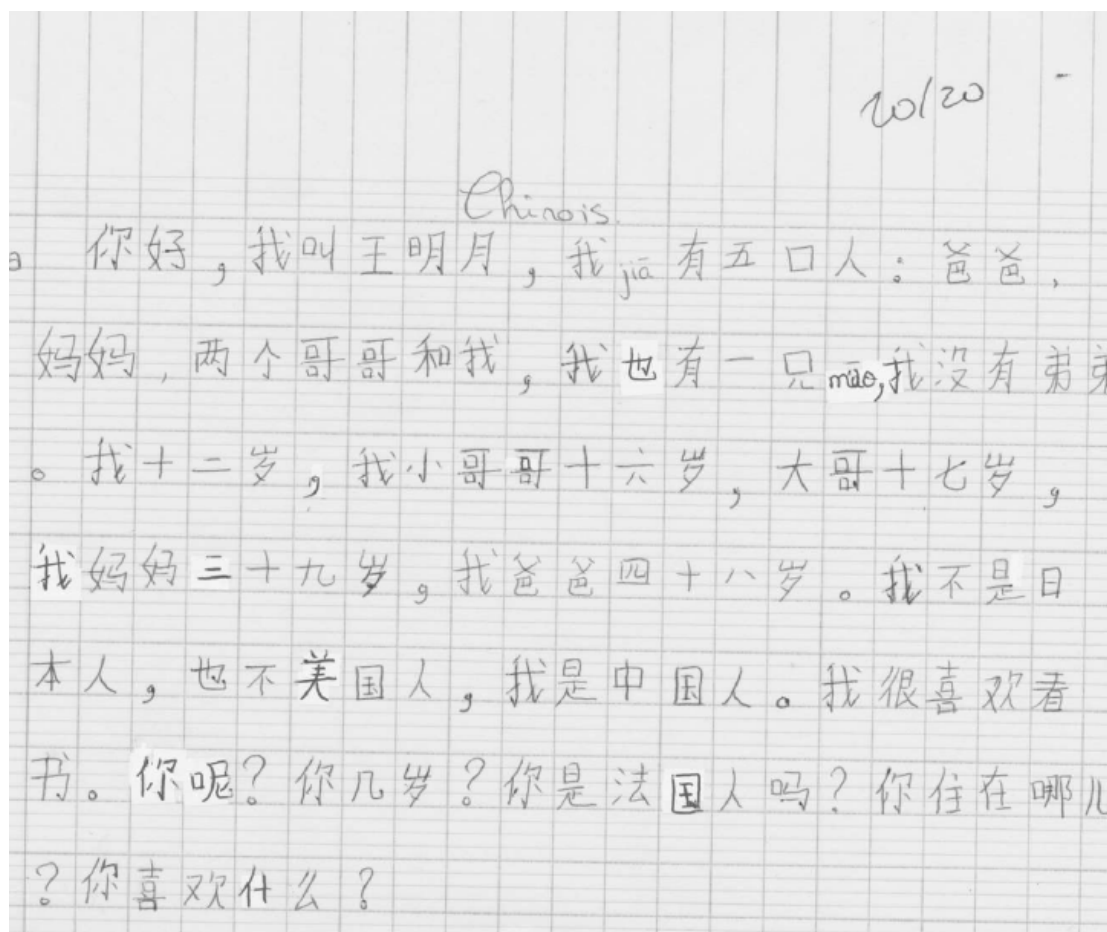 20/20
Chinois.
你好，我叫王明月，我jiā有五口人：爸爸，
妈妈，两个哥哥和我，我也有一只māo,我没有弟弟
。我十二岁，我小哥哥十六岁，大哥十七岁，
我妈妈三十九岁，我爸爸四十八岁。我不是日
本人，也不美国人，我是中国人。我很喜欢看
书。你呢？你几岁？你是法国人吗？你住在哪儿
？你喜欢什么？